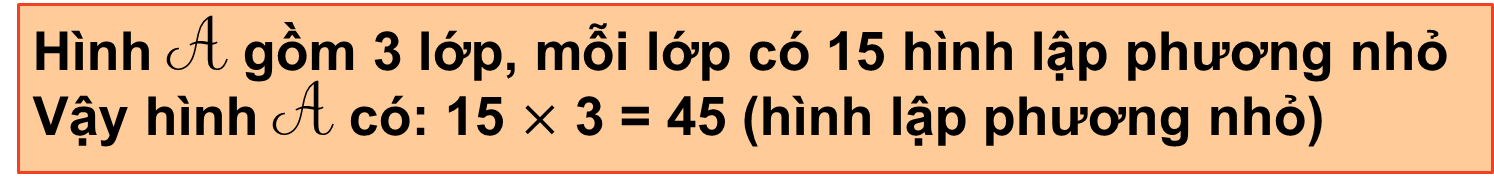 Hình 𝒜 gồm 3 lớp, mỗi lớp có 15 hình lập phương nhỏ
Vậy hình 𝒜 có: 15 × 3 = 45 (hình lập phương nhỏ)